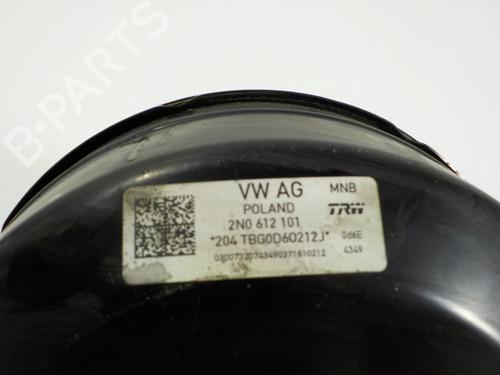 B-PARTS
VW AG MNB
POLAND TRW
2N0 612 101
*204 TBG0D60212J* 0d6E
4349